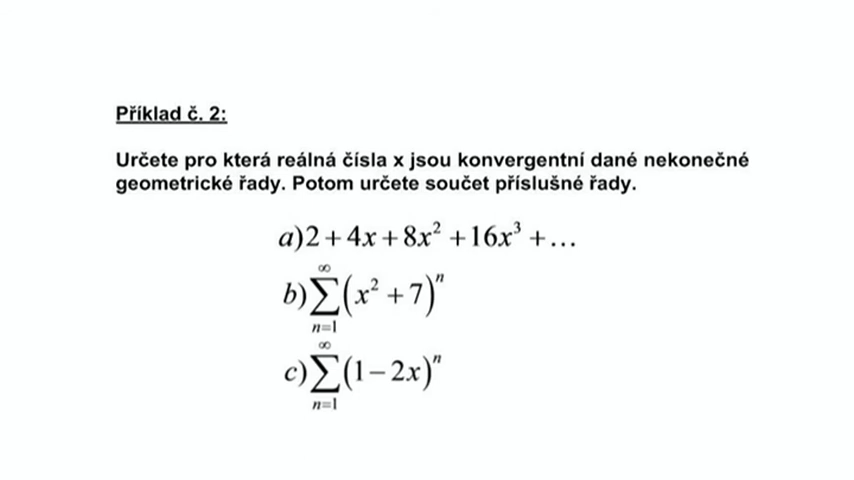 Příklad č. 2:
Určete pro která reálná čísla x jsou konvergentní dané nekonečné
geometrické řady. Potom určete součet příslušné řady.
a) 2 + 4x + 8x² + 16x³ + …
b) ∑_{n=1}^{∞} (x² + 7)ⁿ
c) ∑_{n=1}^{∞} (1 − 2x)ⁿ